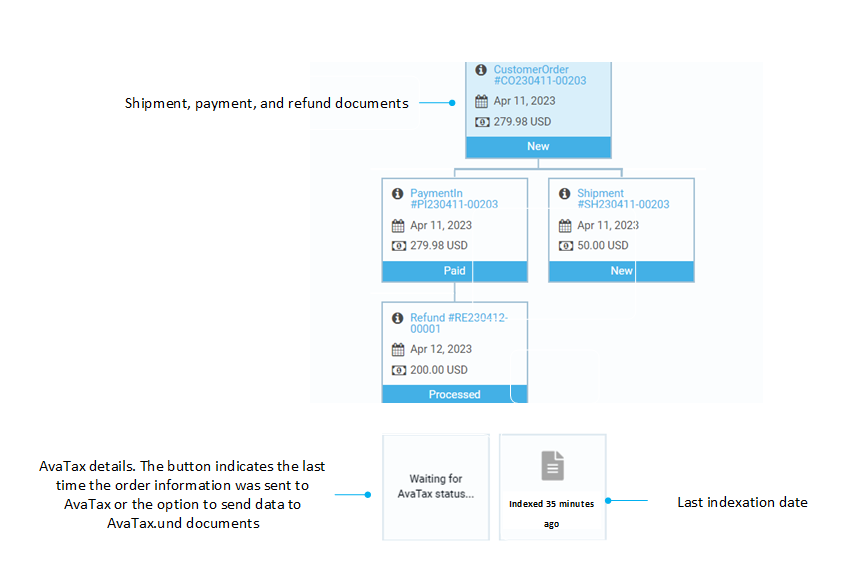 CustomerOrder
#CO230411-00203
Shipment, payment, and refund documents
Apr 11, 2023
279.98 USD
New
PaymentIn
#PI230411-00203
Apr 11, 2023
279.98 USD
Paid
Shipment
#SH230411-00203
Apr 11, 2023
50.00 USD
New
Refund #RE230412-
00001
Apr 12, 2023
200.00 USD
Processed
AvaTax details. The button indicates the last
time the order information was sent to
AvaTax or the option to send data to
AvaTax.und documents
Waiting for
AvaTax status...
Indexed 35 minutes
ago
Last indexation date